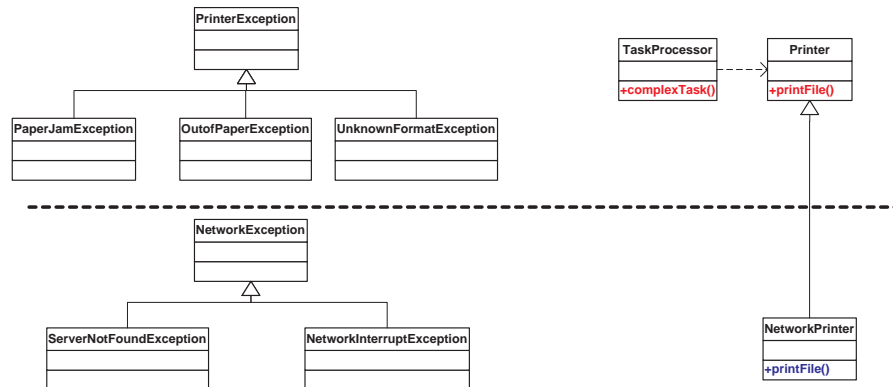 PrinterException
PaperJamException
OutofPaperException
UnknownFormatException
TaskProcessor
+complexTask()
Printer
+printFile()
NetworkException
ServerNotFoundException
NetworkInterruptException
NetworkPrinter
+printFile()